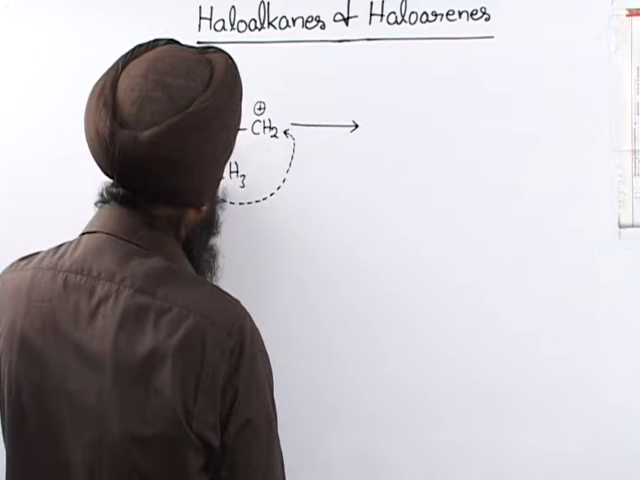 Haloalkanes & Haloarenes
⊕
- CH₂ →
H₃